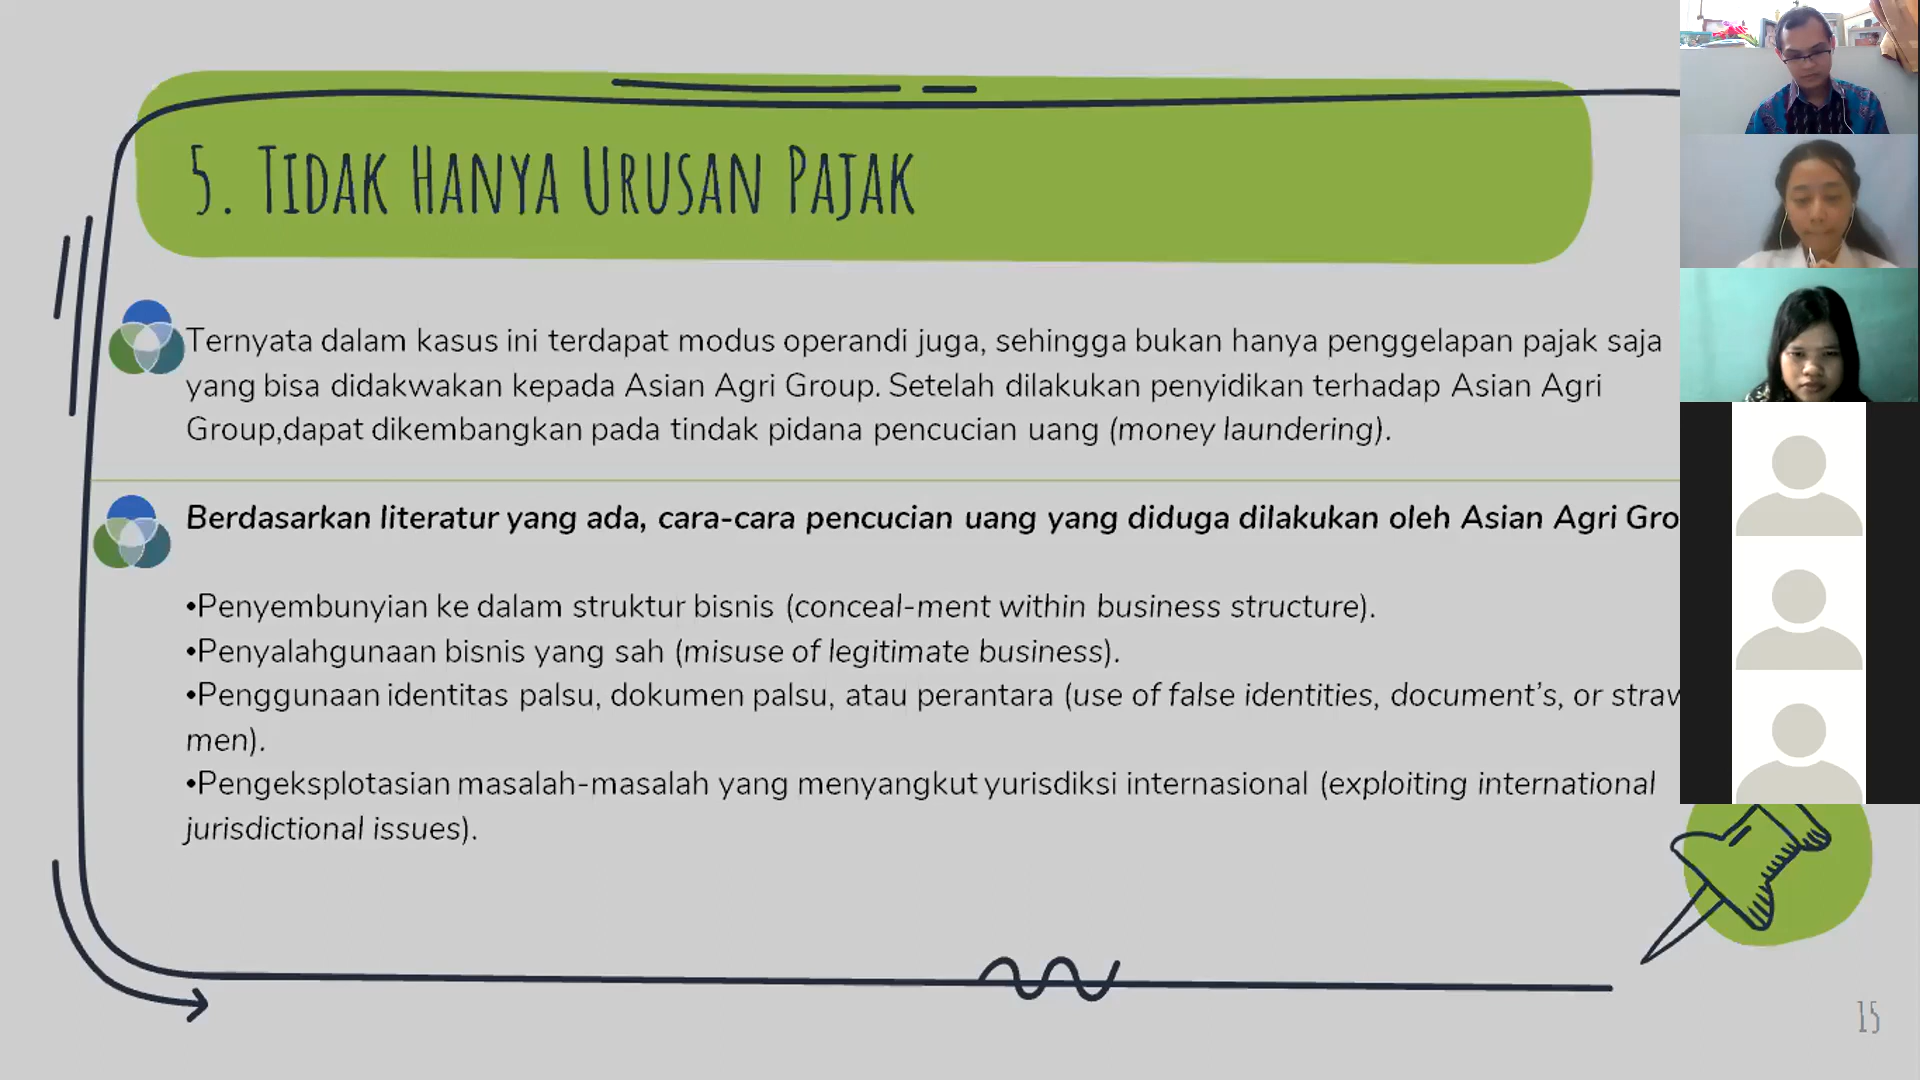 5. Tidak Hanya Urusan Pajak
Ternyata dalam kasus ini terdapat modus operandi juga, sehingga bukan hanya penggelapan pajak saja
yang bisa didakwakan kepada Asian Agri Group. Setelah dilakukan penyidikan terhadap Asian Agri
Group,dapat dikembangkan pada tindak pidana pencucian uang (money laundering).
Berdasarkan literatur yang ada, cara-cara pencucian uang yang diduga dilakukan oleh Asian Agri Gro
•Penyembunyian ke dalam struktur bisnis (conceal-ment within business structure).
•Penyalahgunaan bisnis yang sah (misuse of legitimate business).
•Penggunaan identitas palsu, dokumen palsu, atau perantara (use of false identities, document's, or
men).
•Pengeksplotasian masalah-masalah yang menyangkut yurisdiksi internasional (exploiting international
jurisdictional issues).
15